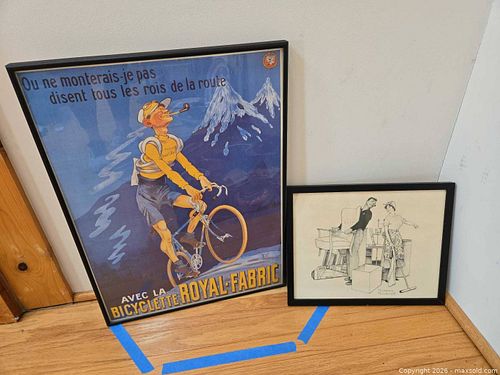 Ou ne monterais-je pas
disent tous les rois de la route
AVEC LA
BICYCLETTE ROYAL-FABRIC
Copyright 2026 - maxsold.com